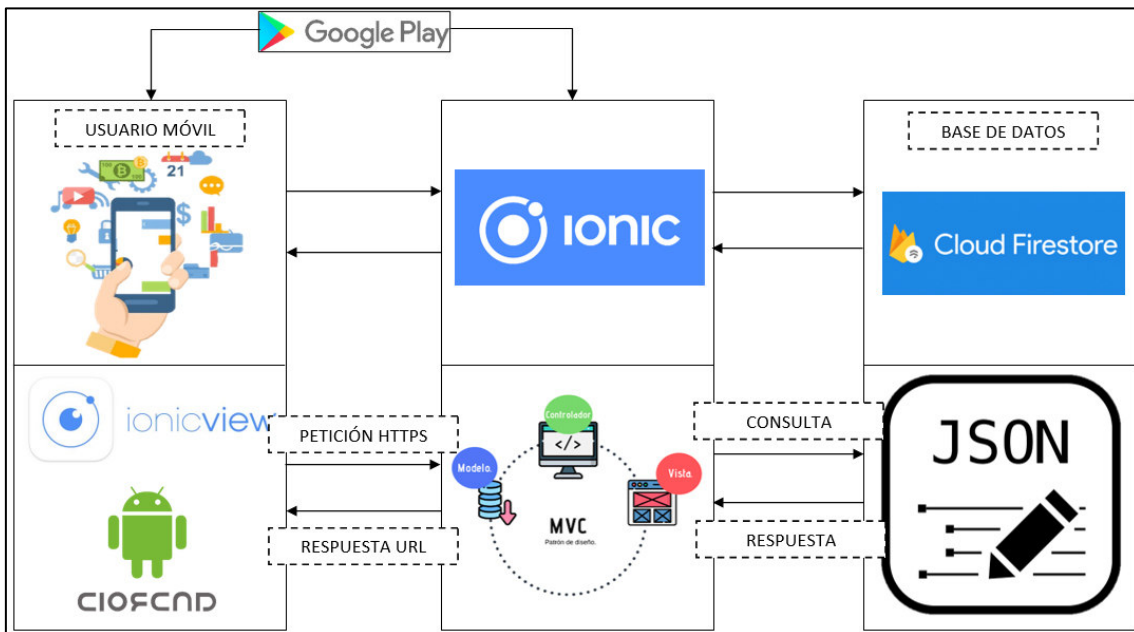 Google Play
USUARIO MÓVIL
21
$
IONIC
BASE DE DATOS
Cloud Firestore
ionicview
PETICIÓN HTTPS
RESPUESTA URL
CIOFCND
Controlador.
</>
Modelo.
Vista.
MVC
Patrón de diseño.
CONSULTA
RESPUESTA
JSON